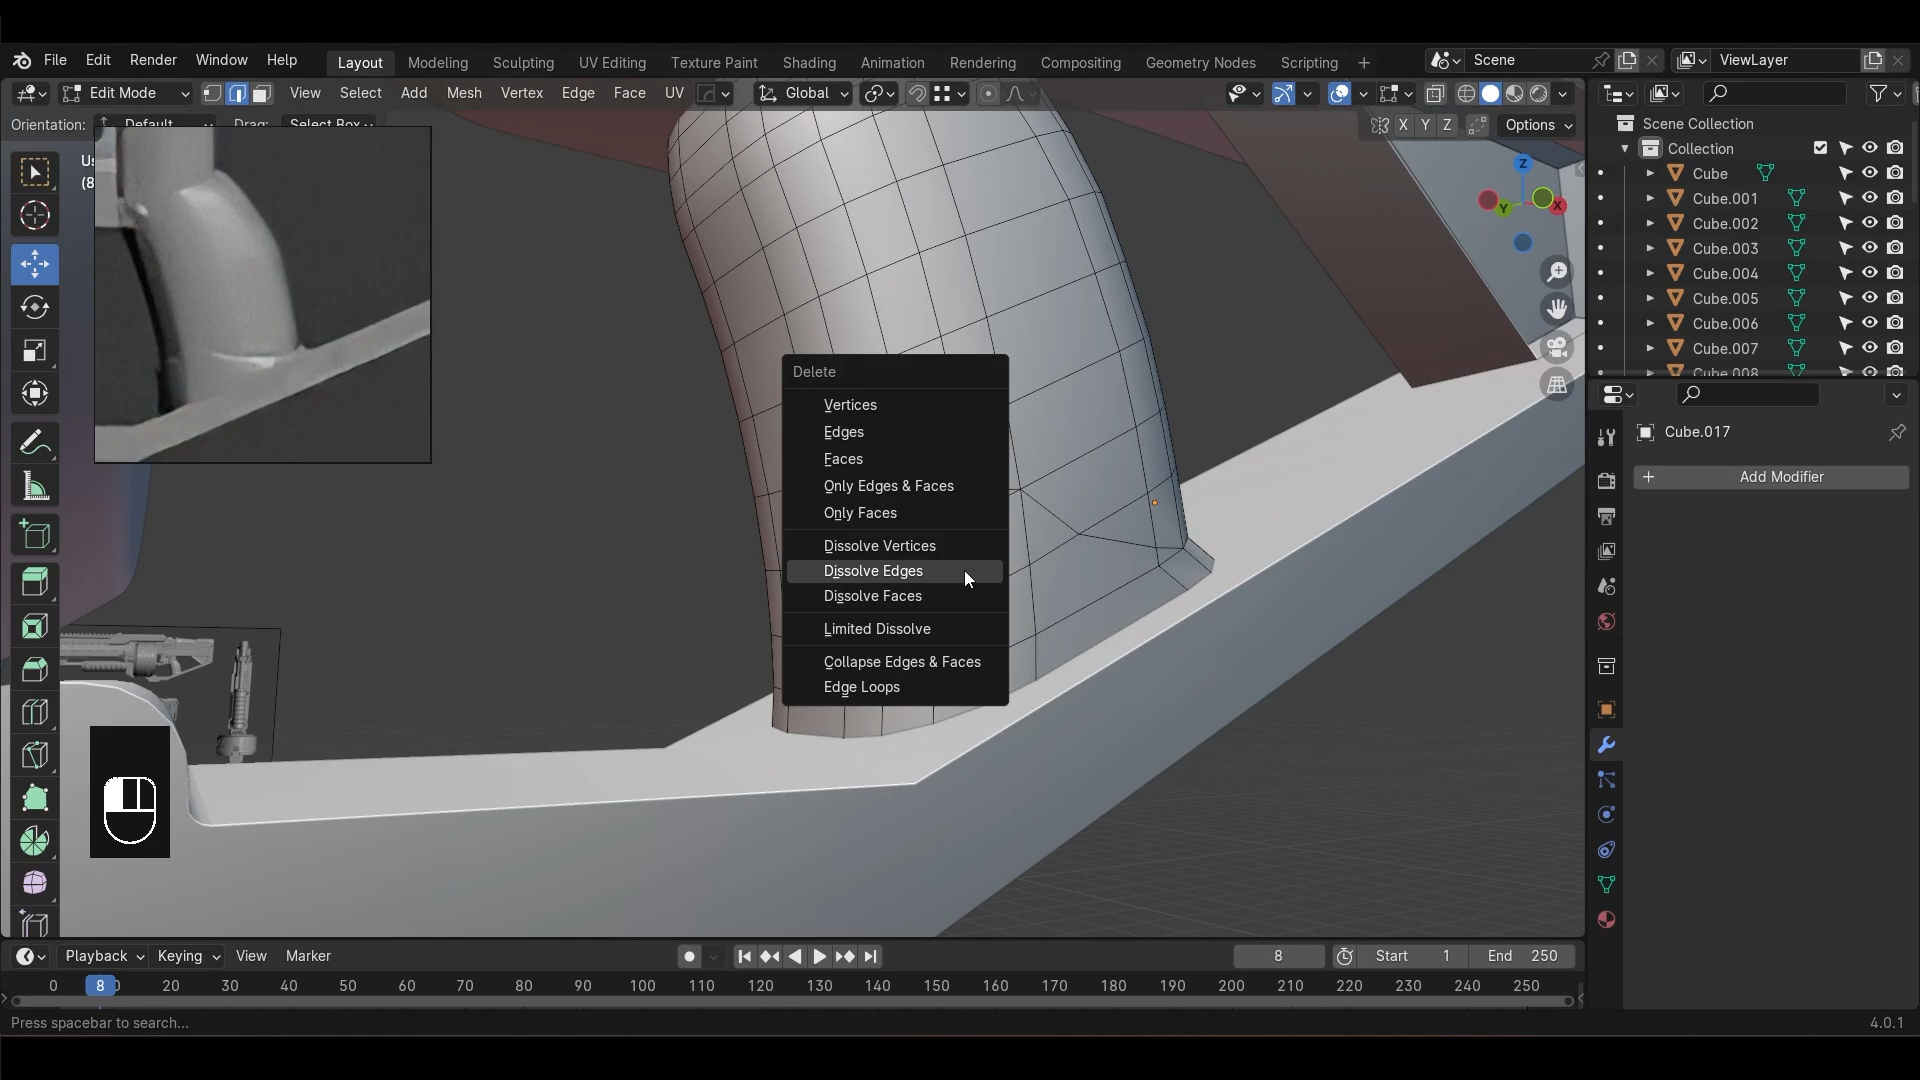 File Edit Render Window Help Layout Modeling Sculpting UV Editing Texture Paint Shading Animation Rendering Compositing Geometry Nodes Scripting + Scene ViewLayer
Edit Mode View Select Add Mesh Vertex Edge Face UV Global
Orientation: Default Drag: Select Box X Y Z Options
Us
(8
Scene Collection
Collection
Cube
Cube.001
Cube.002
Cube.003
Cube.004
Cube.005
Cube.006
Cube.007
Cube.008
Z
Y
X
Delete
Vertices
Edges
Faces
Only Edges & Faces
Only Faces
Dissolve Vertices
Dissolve Edges
Dissolve Faces
Limited Dissolve
Collapse Edges & Faces
Edge Loops
Cube.017
+ Add Modifier
Playback Keying View Marker 8 Start 1 End 250
0 8 20 30 40 50 60 70 80 90 100 110 120 130 140 150 160 170 180 190 200 210 220 230 240 250
Press spacebar to search...
4.0.1